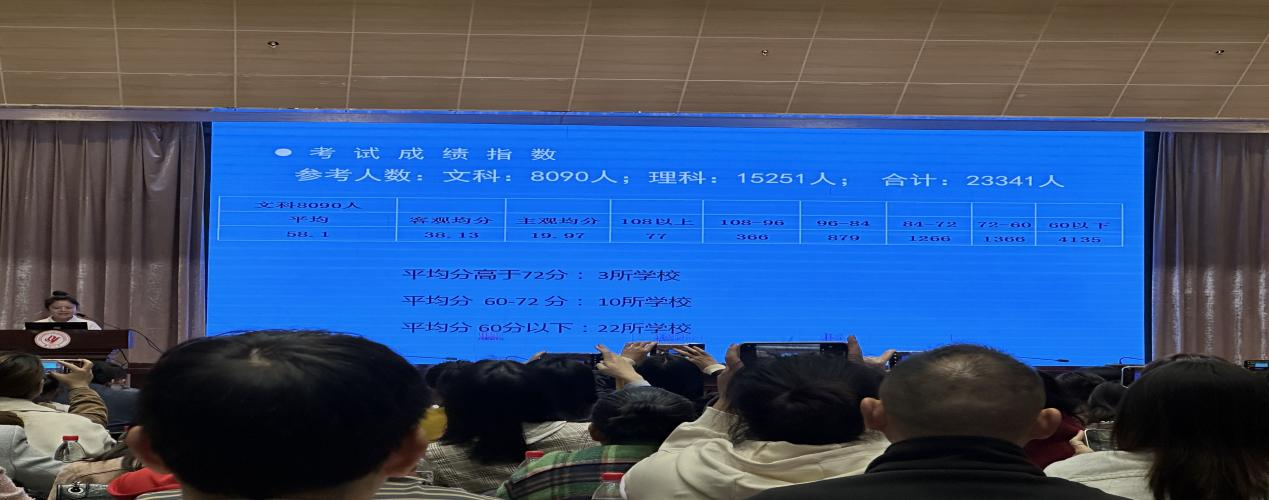 ● 考试成绩指数
参考人数：文科：8090人；理科：15251人； 合计：23341人
文科8090人
平均 客观均分 主观均分 108以上 108-96 96-84 84-72 72-60 60以下
58.1 38.13 19.97 77 366 879 1266 1366 4135
平均分高于72分： 3所学校
平均分 60-72 分： 10所学校
平均分 60分以下：22所学校